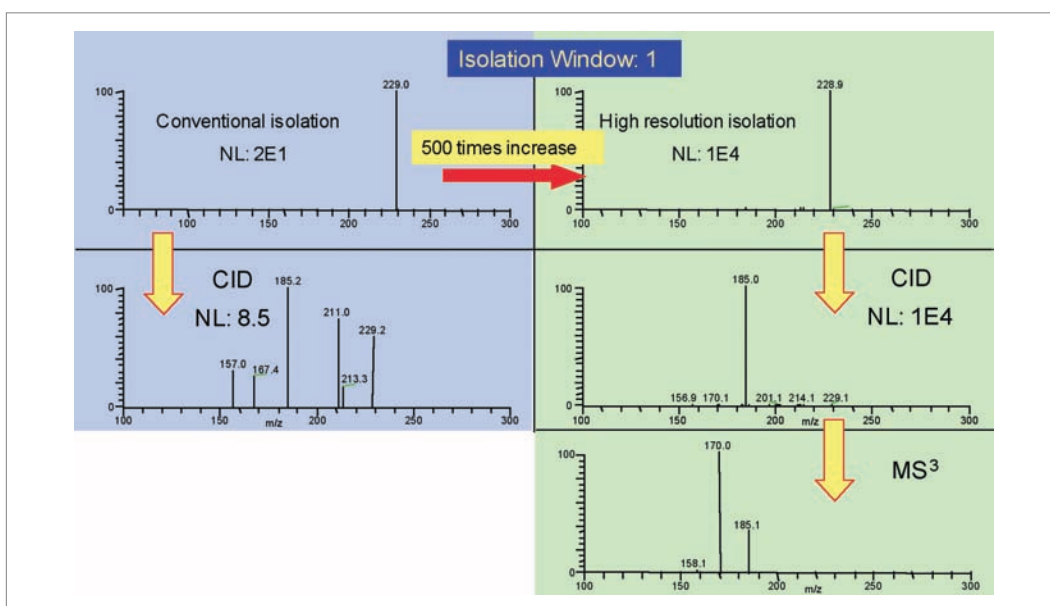 Isolation Window: 1
100
Conventional isolation
NL: 2E1
229.0
0
100 150 200 250 300
500 times increase
100
High resolution isolation
NL: 1E4
228.9
0
100 150 200 250 300
CID
NL: 8.5
100
185.2
211.0
229.2
157.0
167.4
213.3
0
100 150 200 250 300
m/z
CID
NL: 1E4
100
185.0
156.9 170.1 201.1 214.1 229.1
0
100 150 200 250 300
m/z
MS³
100
170.0
185.1
158.1
0
100 150 200 250 300
m/z